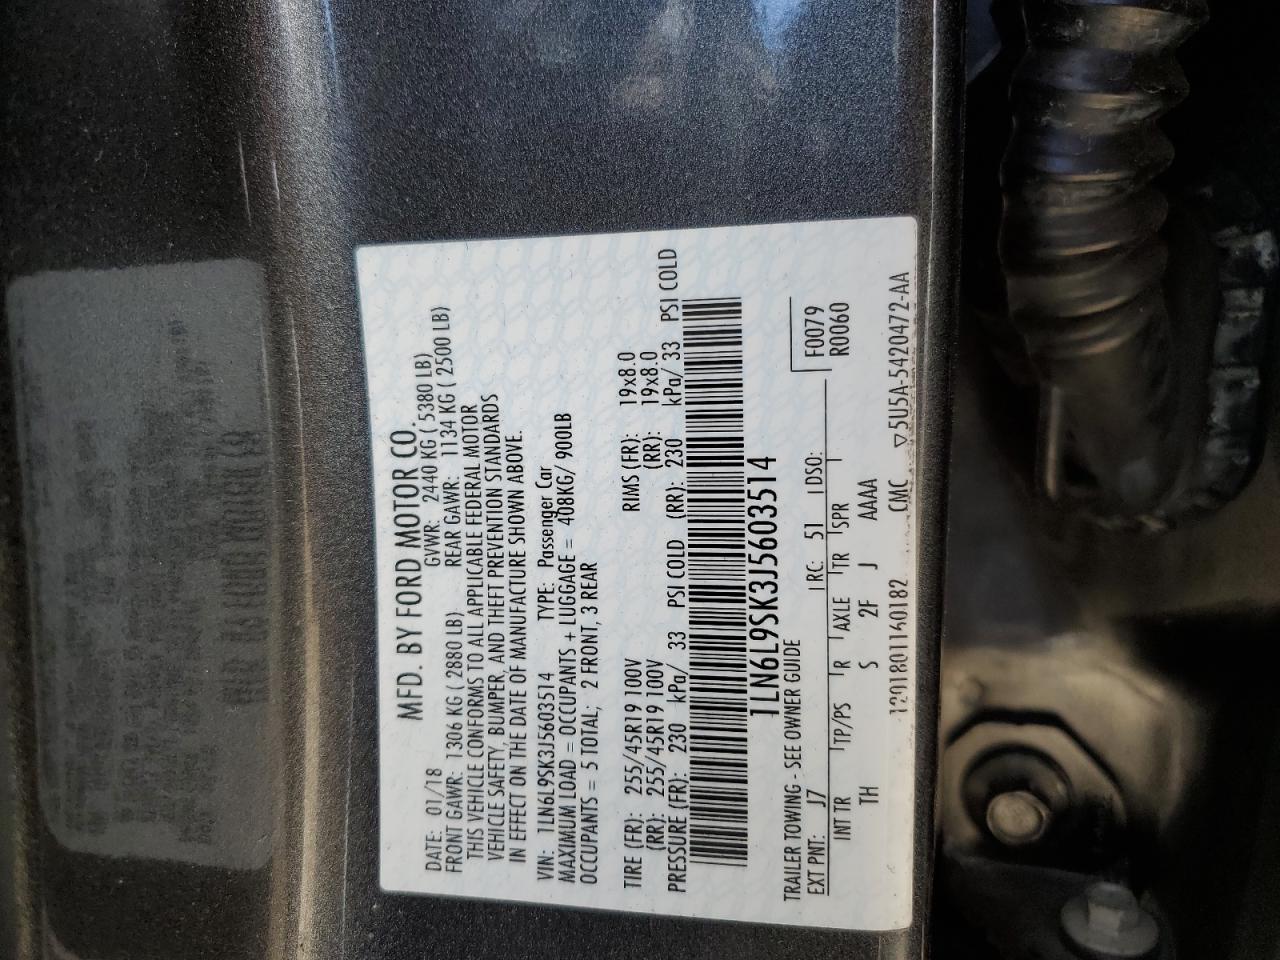 MFD. BY FORD MOTOR CO.
DATE: 01/18 GVWR: 2440 KG ( 5380 LB)
FRONT GAWR: 1306 KG ( 2880 LB) REAR GAWR: 1134 KG ( 2500 LB)
THIS VEHICLE CONFORMS TO ALL APPLICABLE FEDERAL MOTOR
VEHICLE SAFETY, BUMPER, AND THEFT PREVENTION STANDARDS
IN EFFECT ON THE DATE OF MANUFACTURE SHOWN ABOVE.
VIN: 1LN6L9SK3J5603514 TYPE: Passenger Car
MAXIMUM LOAD = OCCUPANTS + LUGGAGE = 408KG/ 900LB
OCCUPANTS = 5 TOTAL; 2 FRONT, 3 REAR
TIRE (FR): 255/45R19 100V RIMS (FR): 19x8.0
(RR): 255/45R19 100V (RR): 19x8.0
PRESSURE (FR): 230 kPa/ 33 PSI COLD (RR): 230 kPa/ 33 PSI COLD
1LN6L9SK3J5603514
TRAILER TOWING - SEE OWNER GUIDE
EXT PNT: J7 RC: 51 DSO: F0079
INT TR TP/PS R AXLE TR SPR R0060
TH S 2F J AAAA
1201801160182 CMC ▽5U5A-5420472-AA